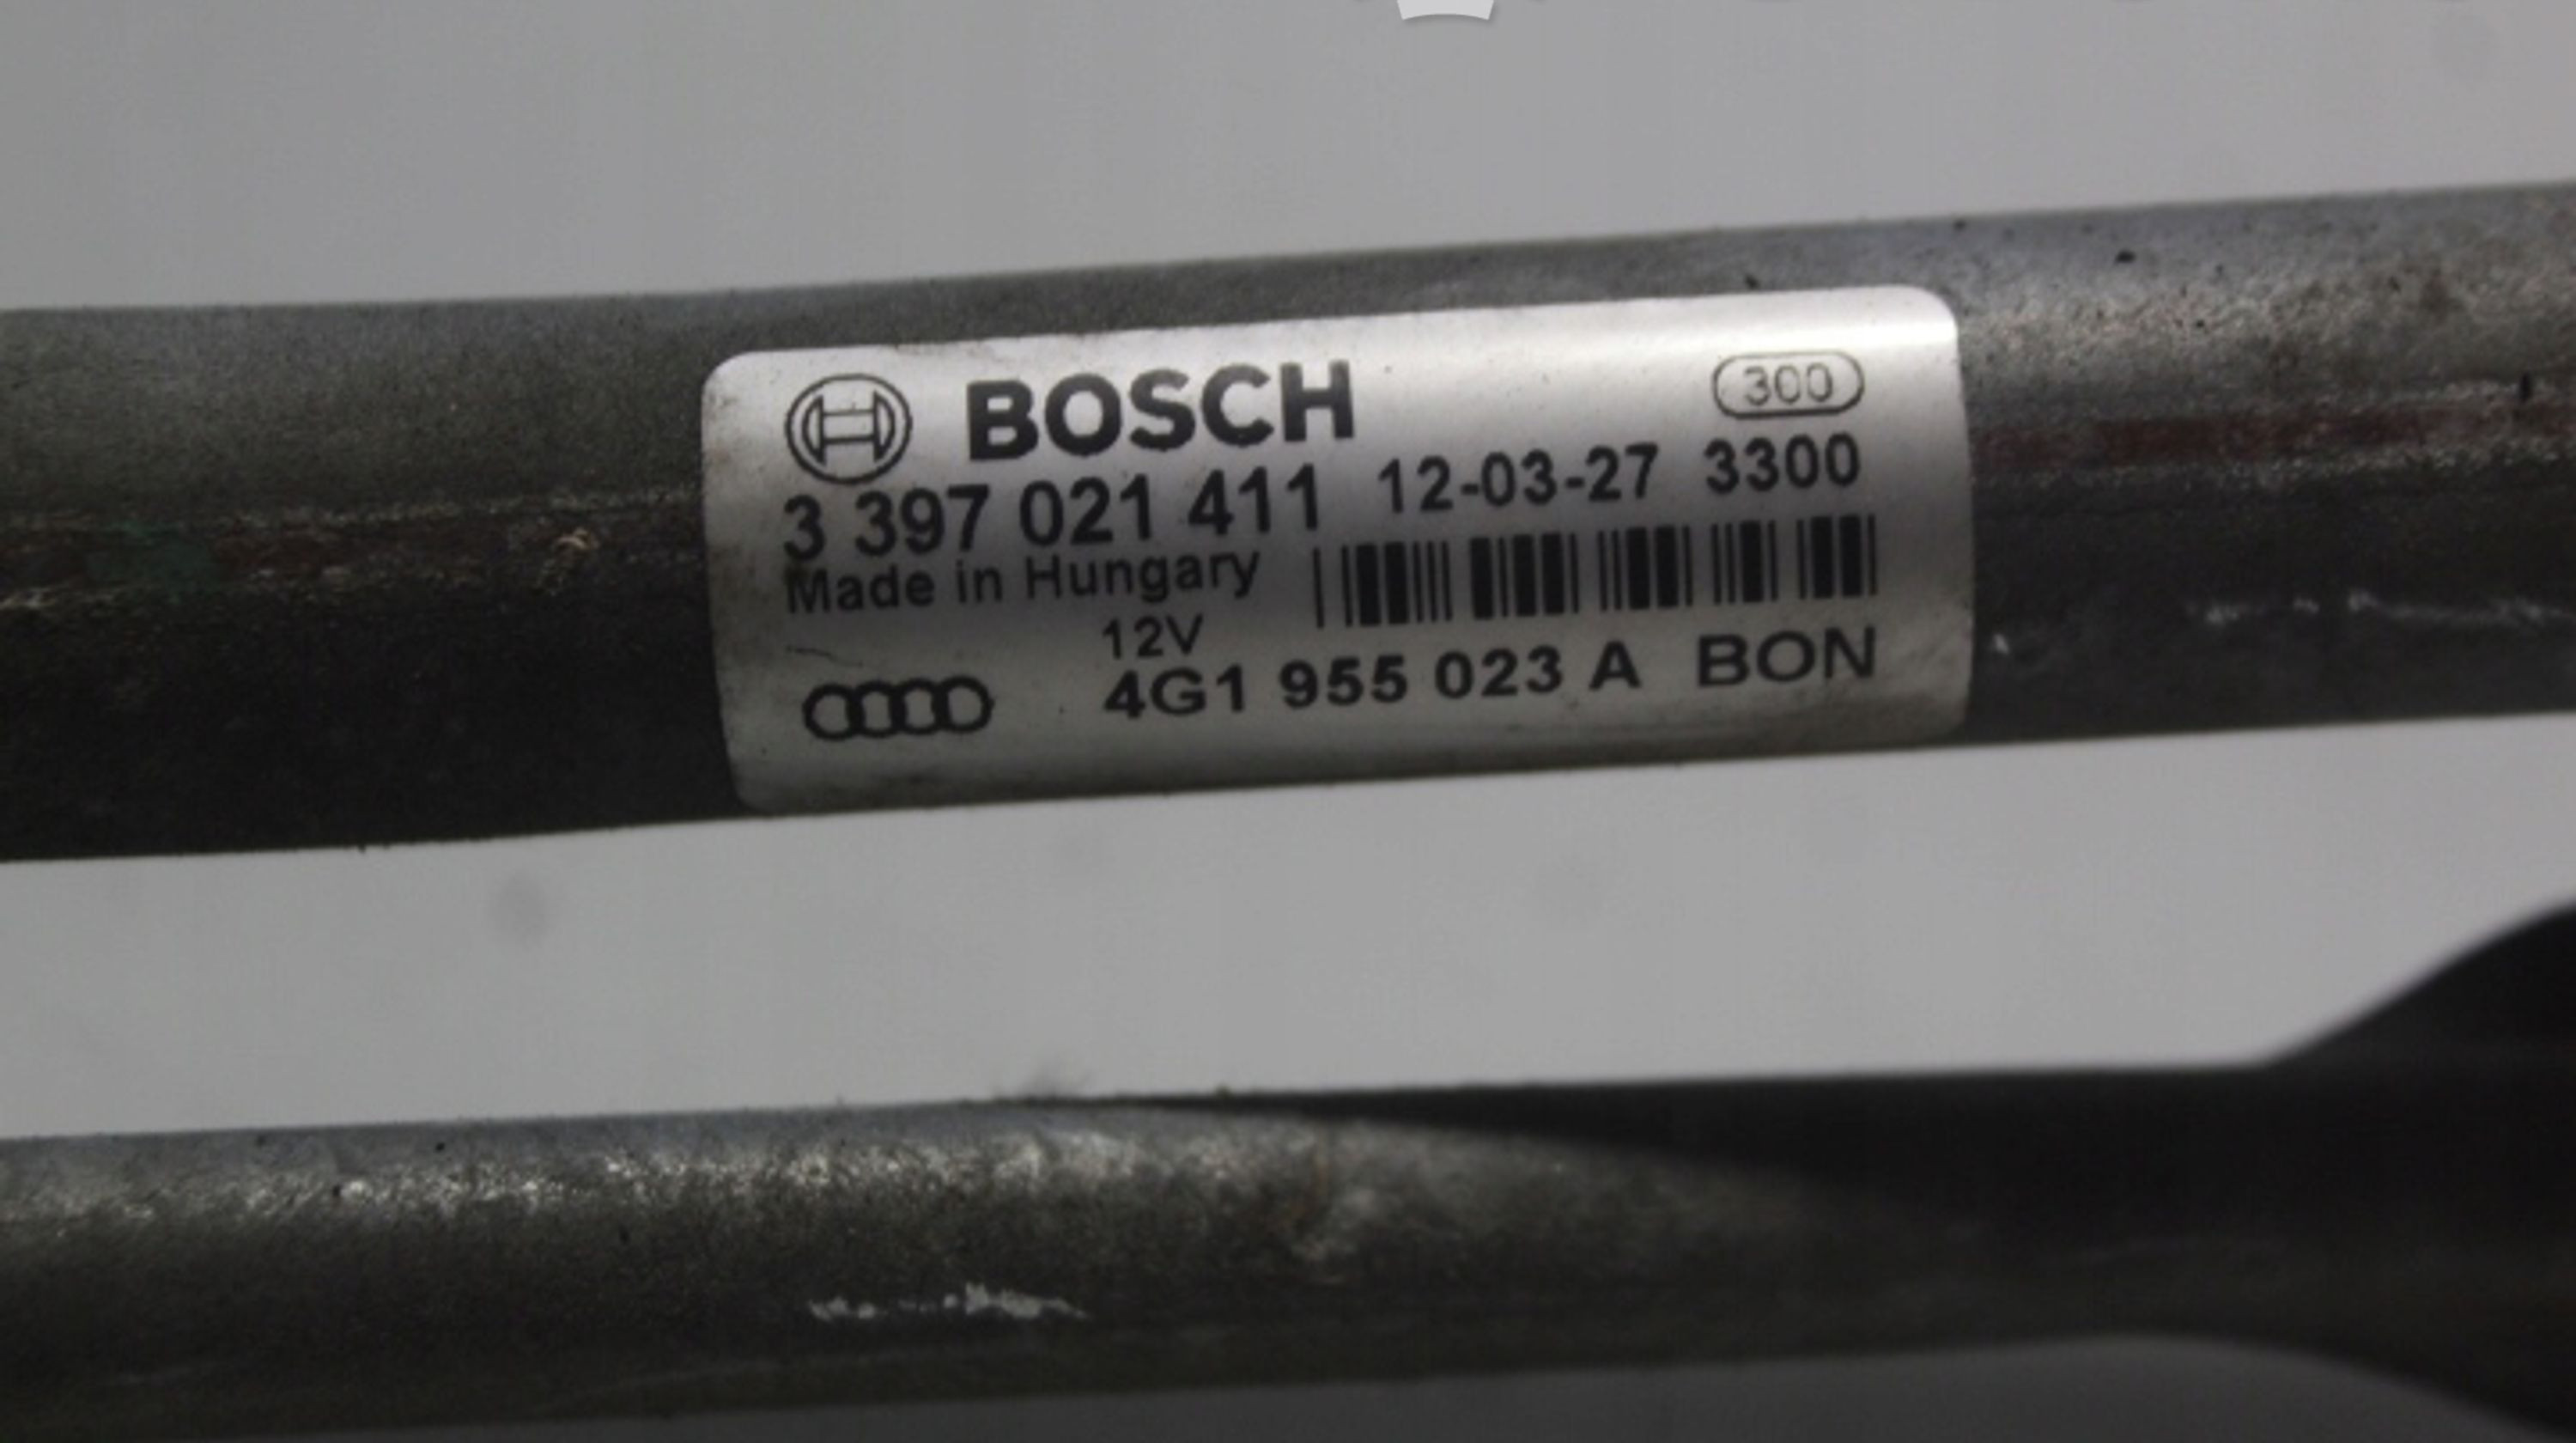 BOSCH 300
3 397 021 411 12-03-27 3300
Made in Hungary
12V
4G1 955 023 A BON